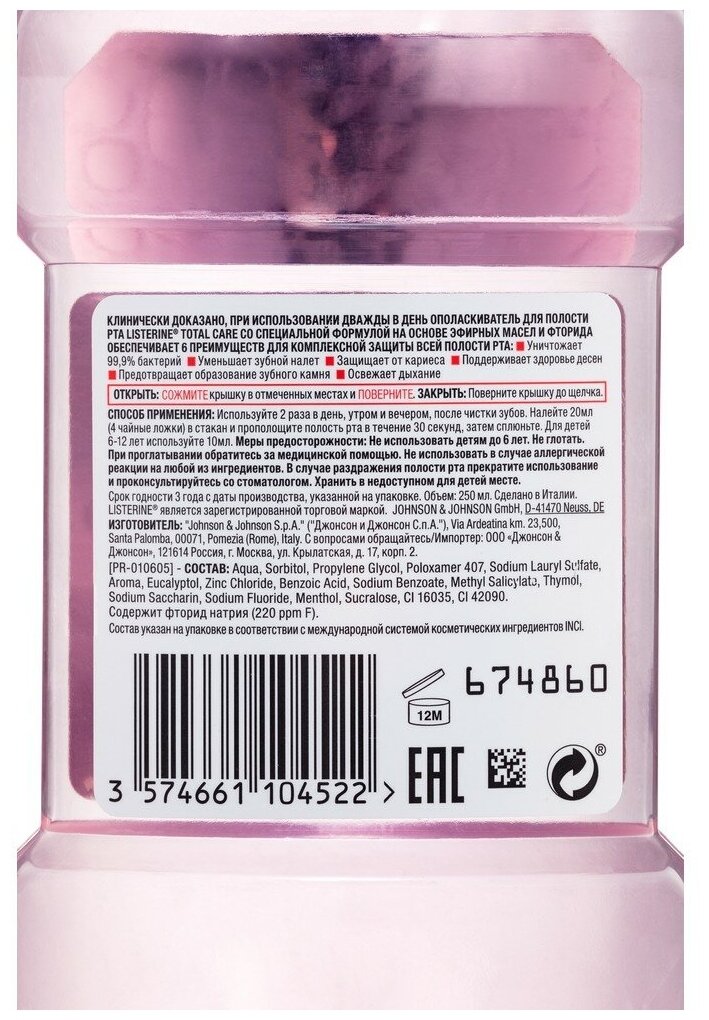 КЛИНИЧЕСКИ ДОКАЗАНО, ПРИ ИСПОЛЬЗОВАНИИ ДВАЖДЫ В ДЕНЬ ОПОЛАСКИВАТЕЛЬ ДЛЯ ПОЛОСТИ
РТА LISTERINE® TOTAL CARE СО СПЕЦИАЛЬНОЙ ФОРМУЛОЙ НА ОСНОВЕ ЭФИРНЫХ МАСЕЛ И ФТОРИДА
ОБЕСПЕЧИВАЕТ 6 ПРЕИМУЩЕСТВ ДЛЯ КОМПЛЕКСНОЙ ЗАЩИТЫ ВСЕЙ ПОЛОСТИ РТА: ■ Уничтожает
99,9% бактерий ■ Уменьшает зубной налет ■ Защищает от кариеса ■ Поддерживает здоровье десен
■ Предотвращает образование зубного камня ■ Освежает дыхание
ОТКРЫТЬ: СОЖМИТЕ крышку в отмеченных местах и ПОВЕРНИТЕ. ЗАКРЫТЬ: Поверните крышку до щелчка.
СПОСОБ ПРИМЕНЕНИЯ: Используйте 2 раза в день, утром и вечером, после чистки зубов. Налейте 20мл
(4 чайные ложки) в стакан и прополощите полость рта в течение 30 секунд, затем сплюньте. Для детей
6-12 лет используйте 10мл. Меры предосторожности: Не использовать детям до 6 лет. Не глотать.
При проглатывании обратитесь за медицинской помощью. Не использовать в случае аллергической
реакции на любой из ингредиентов. В случае раздражения полости рта прекратите использование
и проконсультируйтесь со стоматологом. Хранить в недоступном для детей месте.
Срок годности 3 года с даты производства, указанной на упаковке. Объем: 250 мл. Сделано в Италии.
LISTERINE® является зарегистрированной торговой маркой. JOHNSON & JOHNSON GmbH, D-41470 Neuss, DE
ИЗГОТОВИТЕЛЬ: "Johnson & Johnson S.p.A." ("Джонсон и Джонсон С.п.А."), Via Ardeatina km. 23,500,
Santa Palomba, 00071, Pomezia (Rome), Italy. С вопросами обращайтесь/Импортер: ООО «Джонсон &
Джонсон», 121614 Россия, г. Москва, ул. Крылатская, д. 17, корп. 2.
[PR-010605] - СОСТАВ: Aqua, Sorbitol, Propylene Glycol, Poloxamer 407, Sodium Lauryl Sulfate,
Aroma, Eucalyptol, Zinc Chloride, Benzoic Acid, Sodium Benzoate, Methyl Salicylate, Thymol,
Sodium Saccharin, Sodium Fluoride, Menthol, Sucralose, CI 16035, CI 42090.
Содержит фторид натрия (220 ppm F).
Состав указан на упаковке в соответствии с международной системой косметических ингредиентов INCI.
674860
12M
EAC
®
3 574661 104522 >